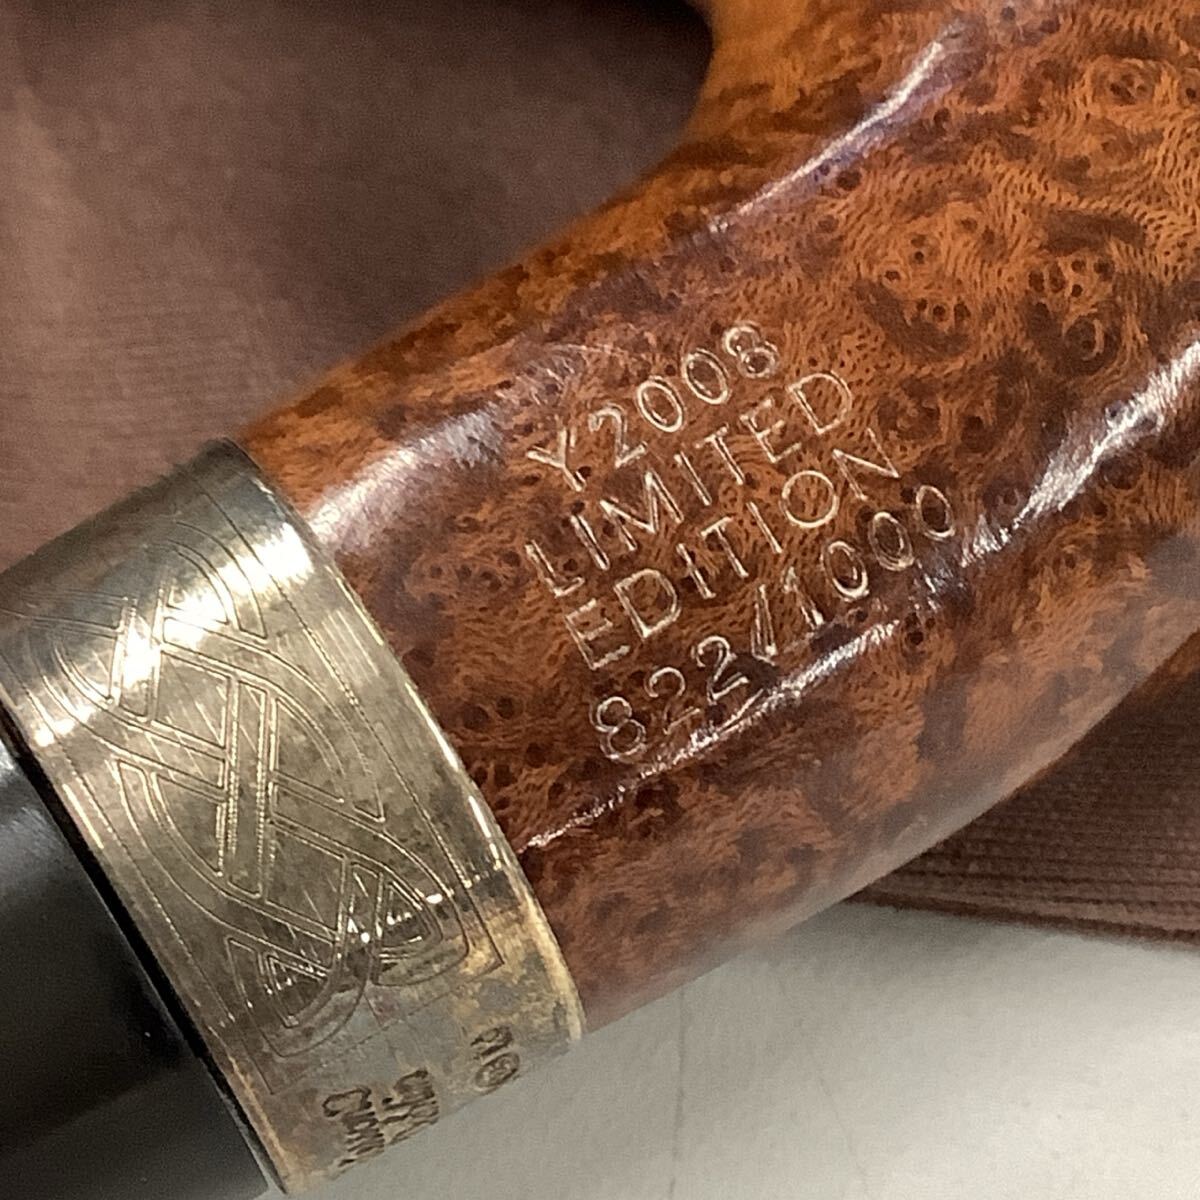 Y2008
LIMITED
EDITION
822/1000